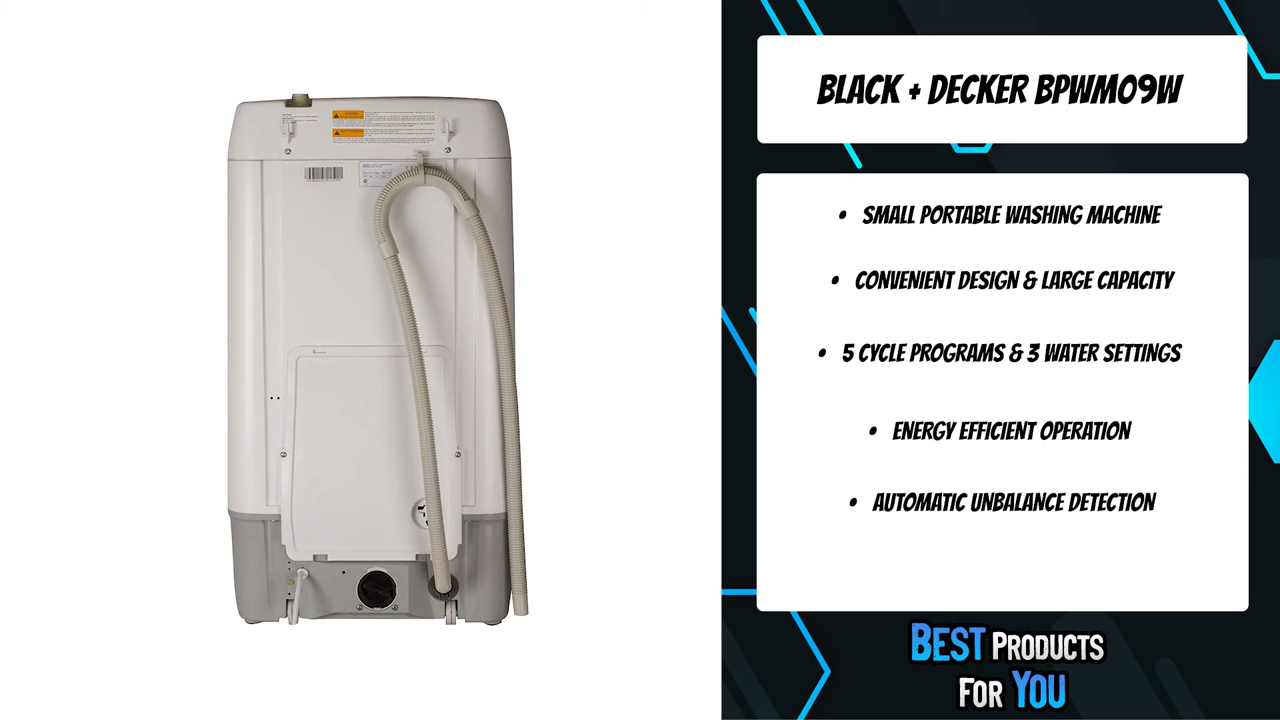 BLACK + DECKER BPWM09W
• SMALL PORTABLE WASHING MACHINE
• CONVENIENT DESIGN & LARGE CAPACITY
• 5 CYCLE PROGRAMS & 3 WATER SETTINGS
• ENERGY EFFICIENT OPERATION
• AUTOMATIC UNBALANCE DETECTION
BEST PRODUCTS
FOR YOU